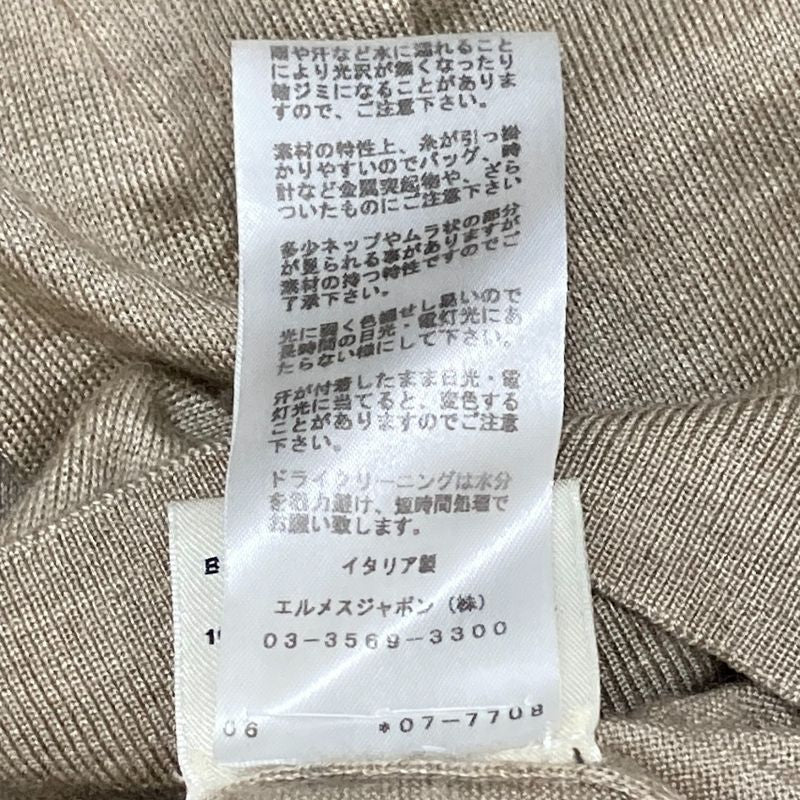 雨や汗など水に濡れること
により光沢が無くなったり
輪ジミになることがありま
すので、ご注意下さい。
素材の特性上、糸が引っ掛
かりやすいのでバッグ、時
計など金属突起物や、ざら
ついたものにご注意下さい
多少ネップやムラ状の部分
が見られる事がありますが
素材の持つ特性ですのでご
了承下さい。
光に弱く色褪せし易いので
長時間の日光・電灯光にあ
たらない様にして下さい。
汗が付着したまま日光・電
灯光に当てると、変色する
ことがありますのでご注意
下さい。
ドライクリーニングは水分
を極力避け、短時間処理で
お願い致します。
イタリア製
エルメスジャポン（株）
03-3569-3300
06 *07-7708